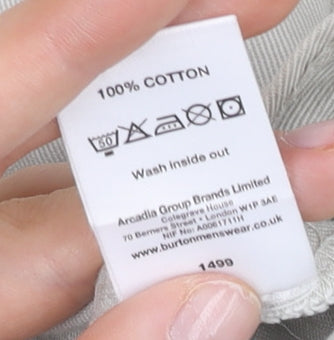 100% COTTON
50
Wash inside out
Arcadia Group Brands Limited
Colegrave House
70 Berners Street • London W1P 3AE
NIF No: A0061711H
www.burtonmenswear.co.uk
1499